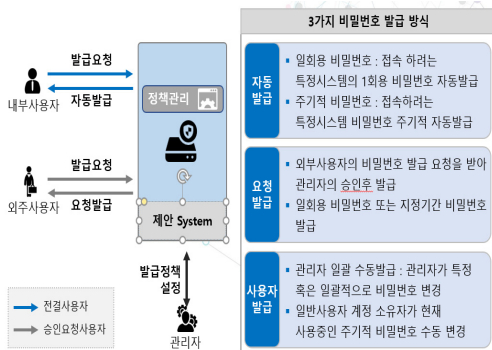 3가지 비밀번호 발급 방식
발급요청
자동발급
내부사용자
정책관리
발급요청
요청발급
외주사용자
제안 System
발급정책
설정
관리자
전결사용자
승인요청사용자
자동
발급
일회용 비밀번호 : 접속 하려는
특정시스템의 1회용 비밀번호 자동발급
주기적 비밀번호 : 접속하려는
특정시스템 비밀번호 주기적 자동발급
요청
발급
외부사용자의 비밀번호 발급 요청을 받아
관리자의 승인후 발급
일회용 비밀번호 또는 지정기간 비밀번호
발급
사용자
발급
관리자 일괄 수동발급 : 관리자가 특정
혹은 일괄적으로 비밀번호 변경
일반사용자 계정 소유자가 현재
사용중인 주기적 비밀번호 수동 변경